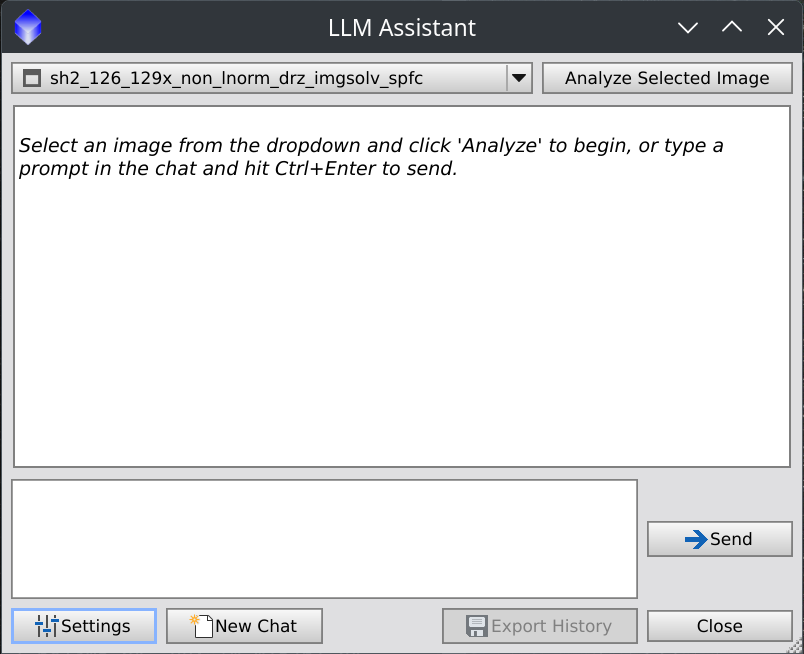 LLM Assistant
sh2_126_129x_non_lnorm_drz_imgsolv_spfc
Analyze Selected Image
Select an image from the dropdown and click 'Analyze' to begin, or type a
prompt in the chat and hit Ctrl+Enter to send.
Send
Settings
New Chat
Export History
Close